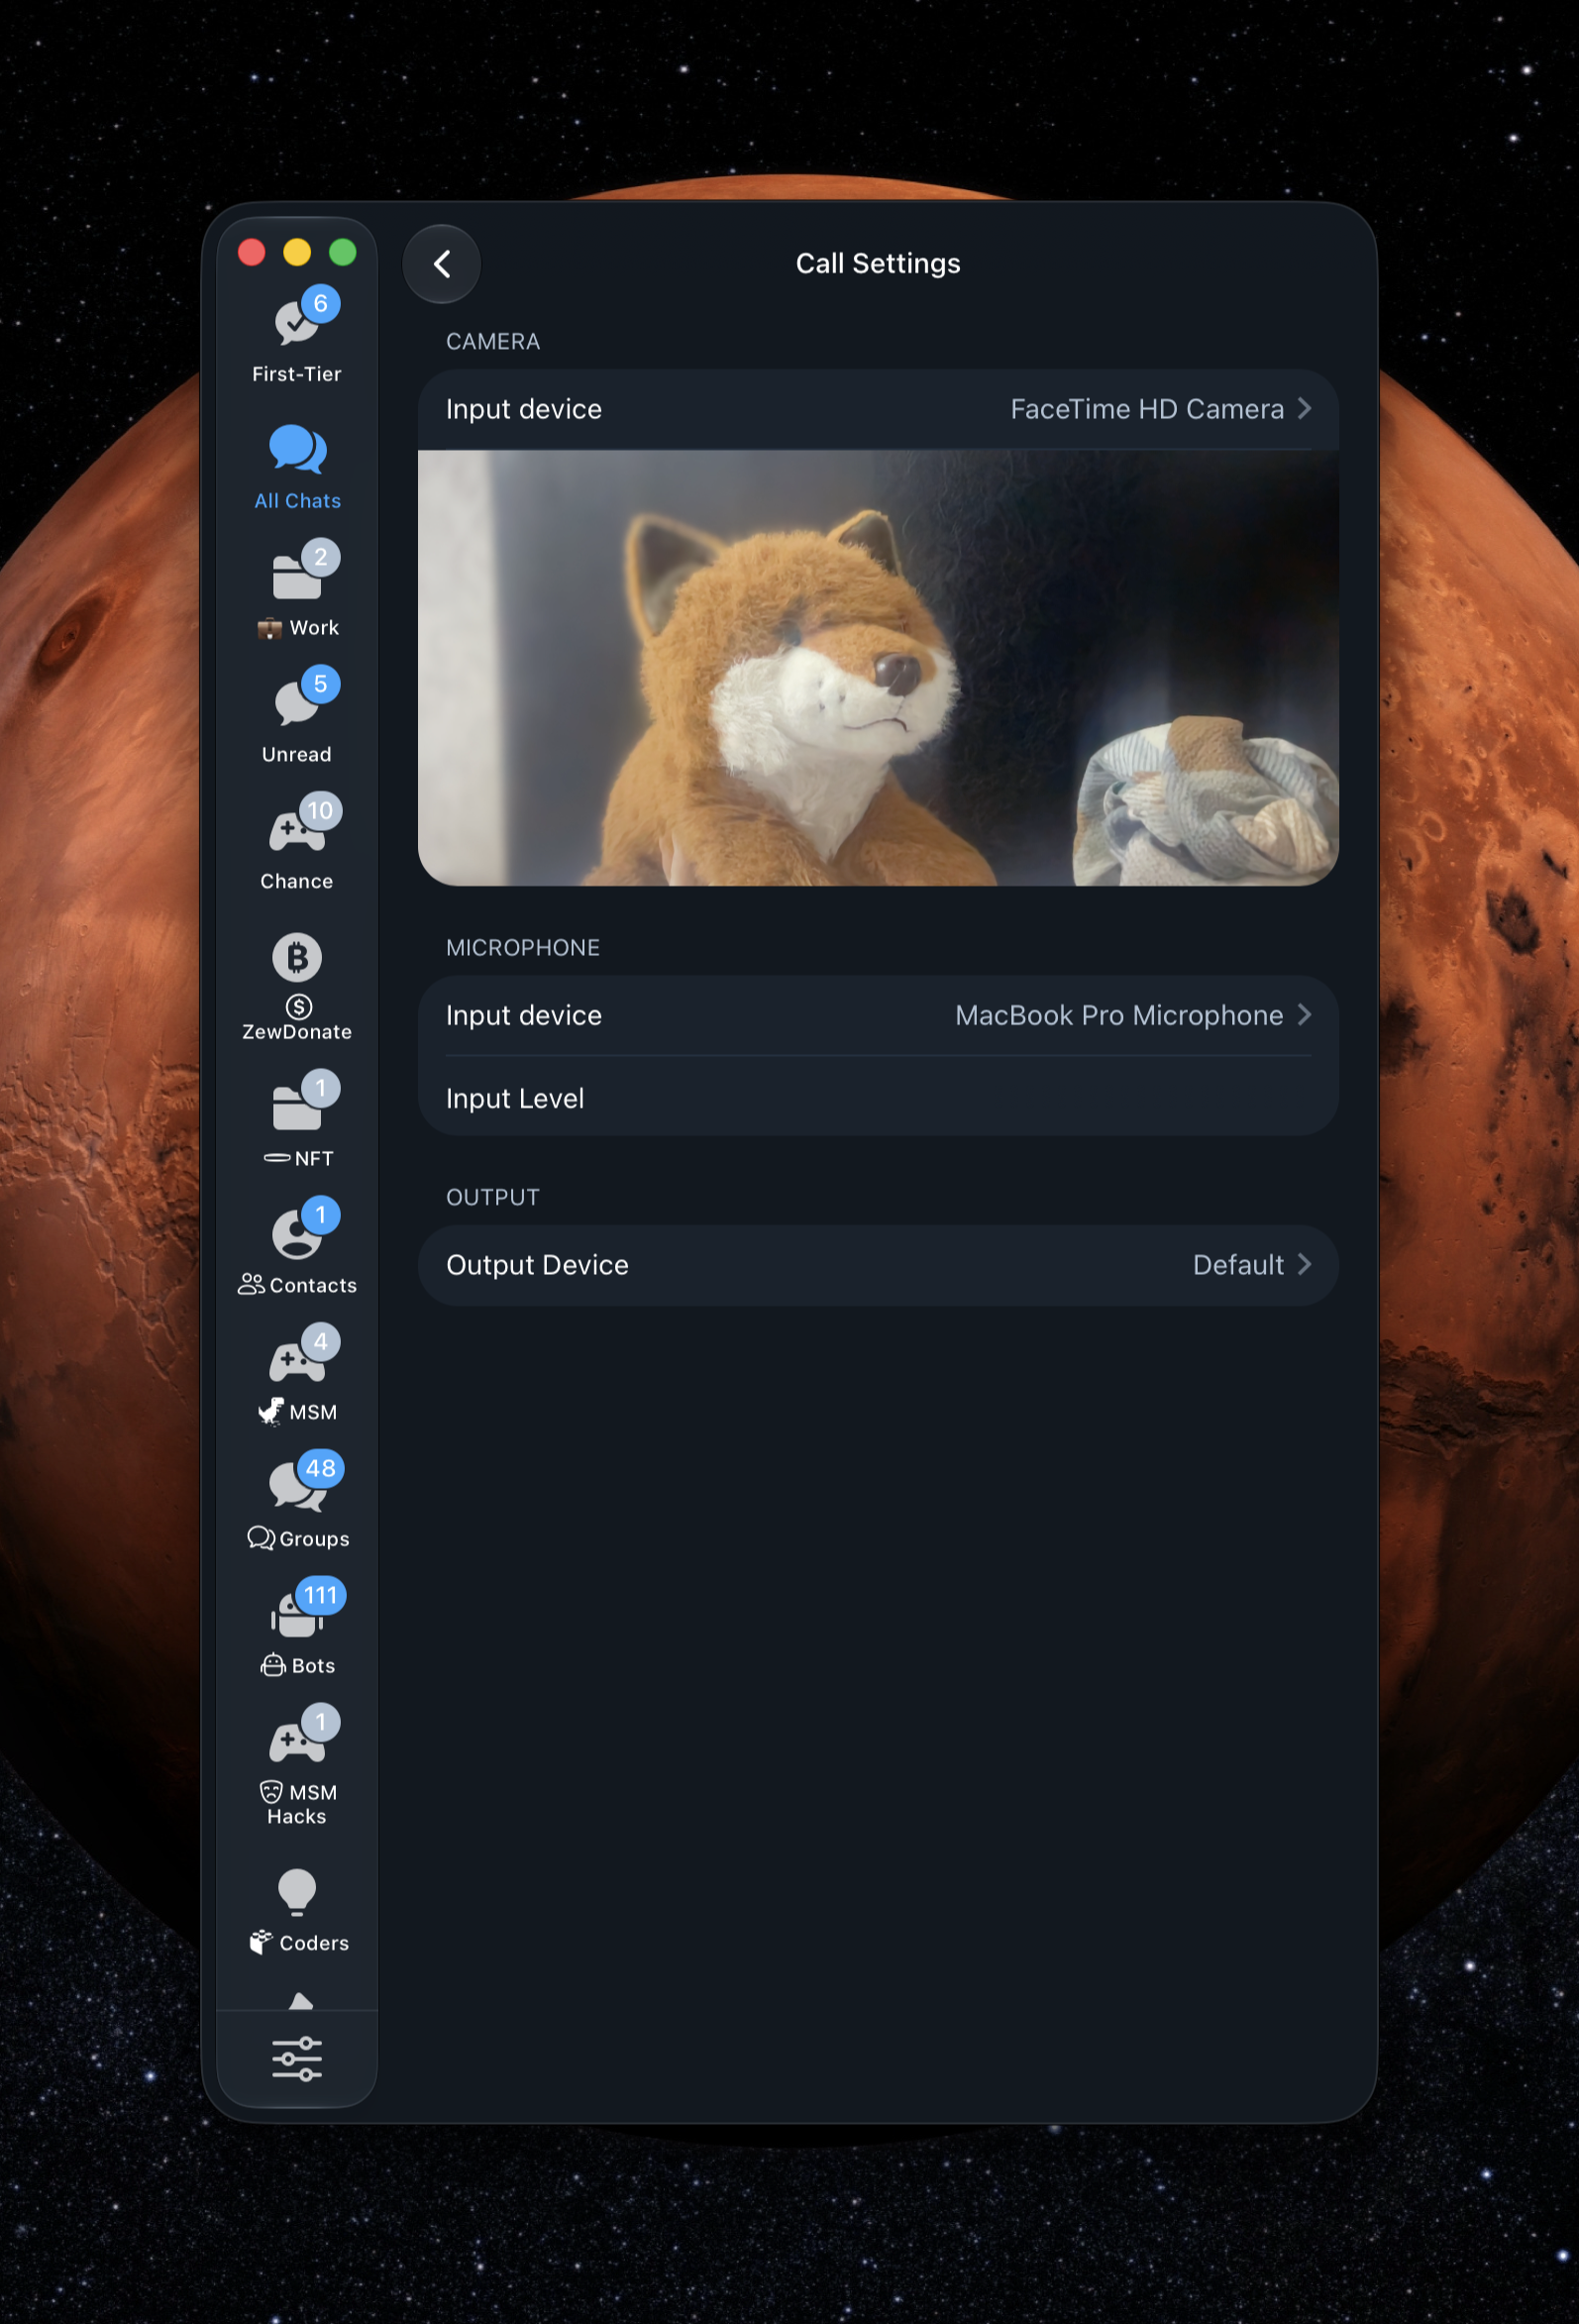 Call Settings
6
First-Tier
All Chats
2
💼 Work
5
Unread
10
Chance
ZewDonate
1
NFT
1
Contacts
4
MSM
48
Groups
111
Bots
1
MSM
Hacks
Coders
CAMERA
Input device FaceTime HD Camera
MICROPHONE
Input device MacBook Pro Microphone
Input Level
OUTPUT
Output Device Default